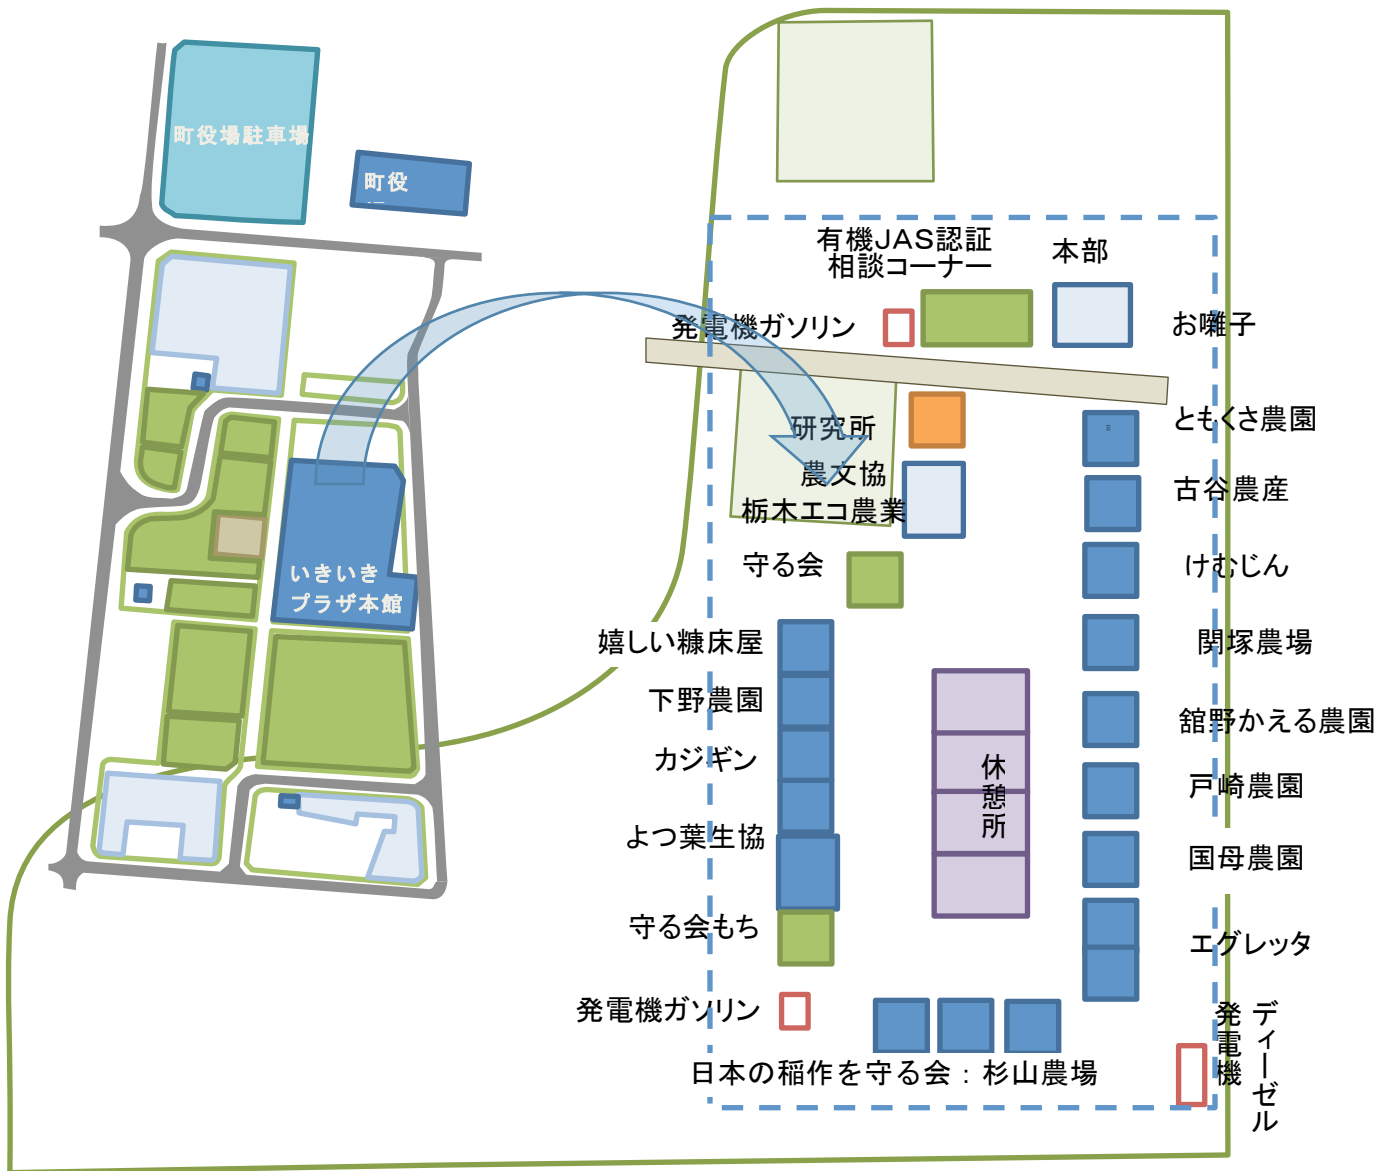 町役場駐車場
町役
いきいき
プラザ本館
有機JAS認証
相談コーナー
本部
発電機ガソリン
お囃子
研究所
農文協
栃木エコ農業
守る会
嬉しい糠床屋
下野農園
カジギン
よつ葉生協
守る会もち
発電機ガソリン
休憩所
ともくさ農園
古谷農産
けむじん
関塚農場
舘野かえる農園
戸崎農園
国母農園
エグレッタ
ディーゼル
発電機
日本の稲作を守る会：杉山農場